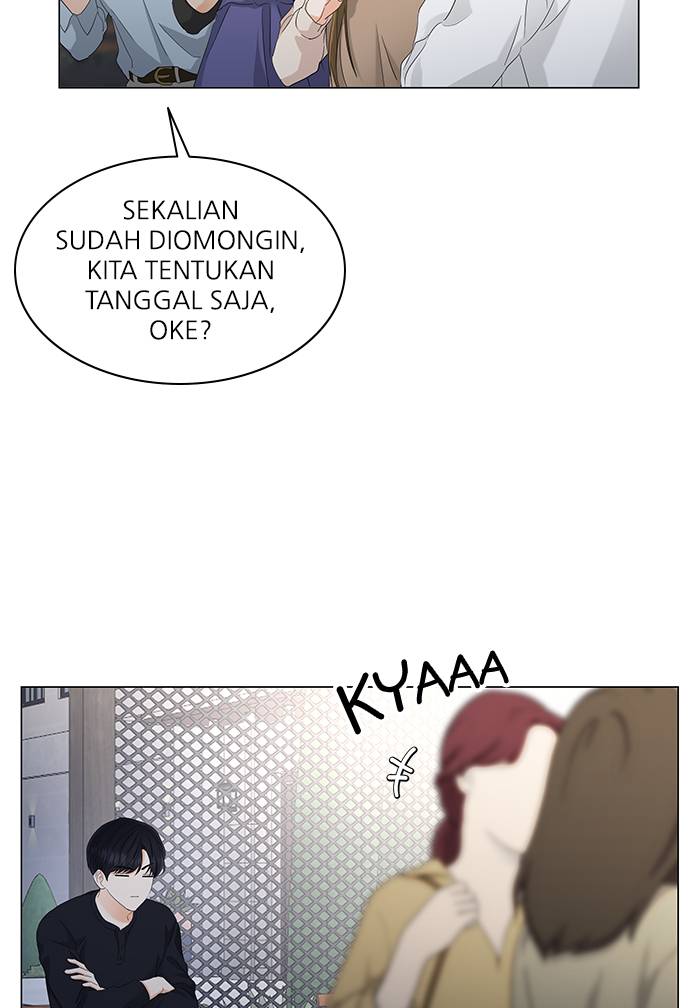 SEKALIAN
SUDAH DIOMONGIN,
KITA TENTUKAN
TANGGAL SAJA,
OKE?
KYAAA